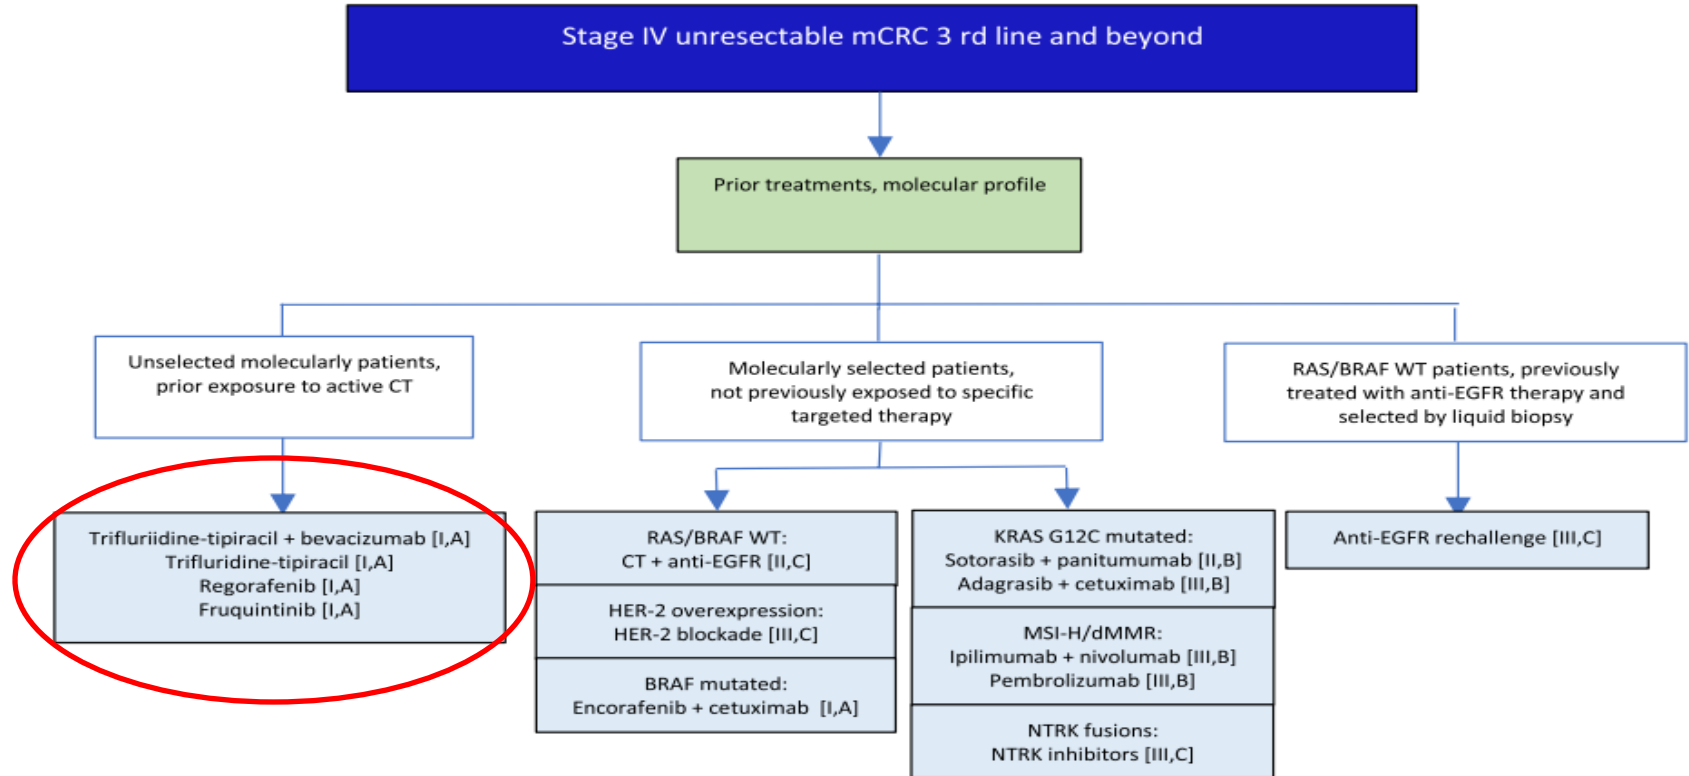 Stage IV unresectable mCRC 3 rd line and beyond
Prior treatments, molecular profile
Unselected molecularly patients,
prior exposure to active CT
Molecularly selected patients,
not previously exposed to specific
targeted therapy
RAS/BRAF WT patients, previously
treated with anti-EGFR therapy and
selected by liquid biopsy
Trifluriidine-tipiracil + bevacizumab [I,A]
Trifluridine-tipiracil [I,A]
Regorafenib [I,A]
Fruquintinib [I,A]
RAS/BRAF WT:
CT + anti-EGFR [II,C]
HER-2 overexpression:
HER-2 blockade [III,C]
BRAF mutated:
Encorafenib + cetuximab [I,A]
KRAS G12C mutated:
Sotorasib + panitumumab [II,B]
Adagrasib + cetuximab [III,B]
MSI-H/dMMR:
Ipilimumab + nivolumab [III,B]
Pembrolizumab [III,B]
NTRK fusions:
NTRK inhibitors [III,C]
Anti-EGFR rechallenge [III,C]